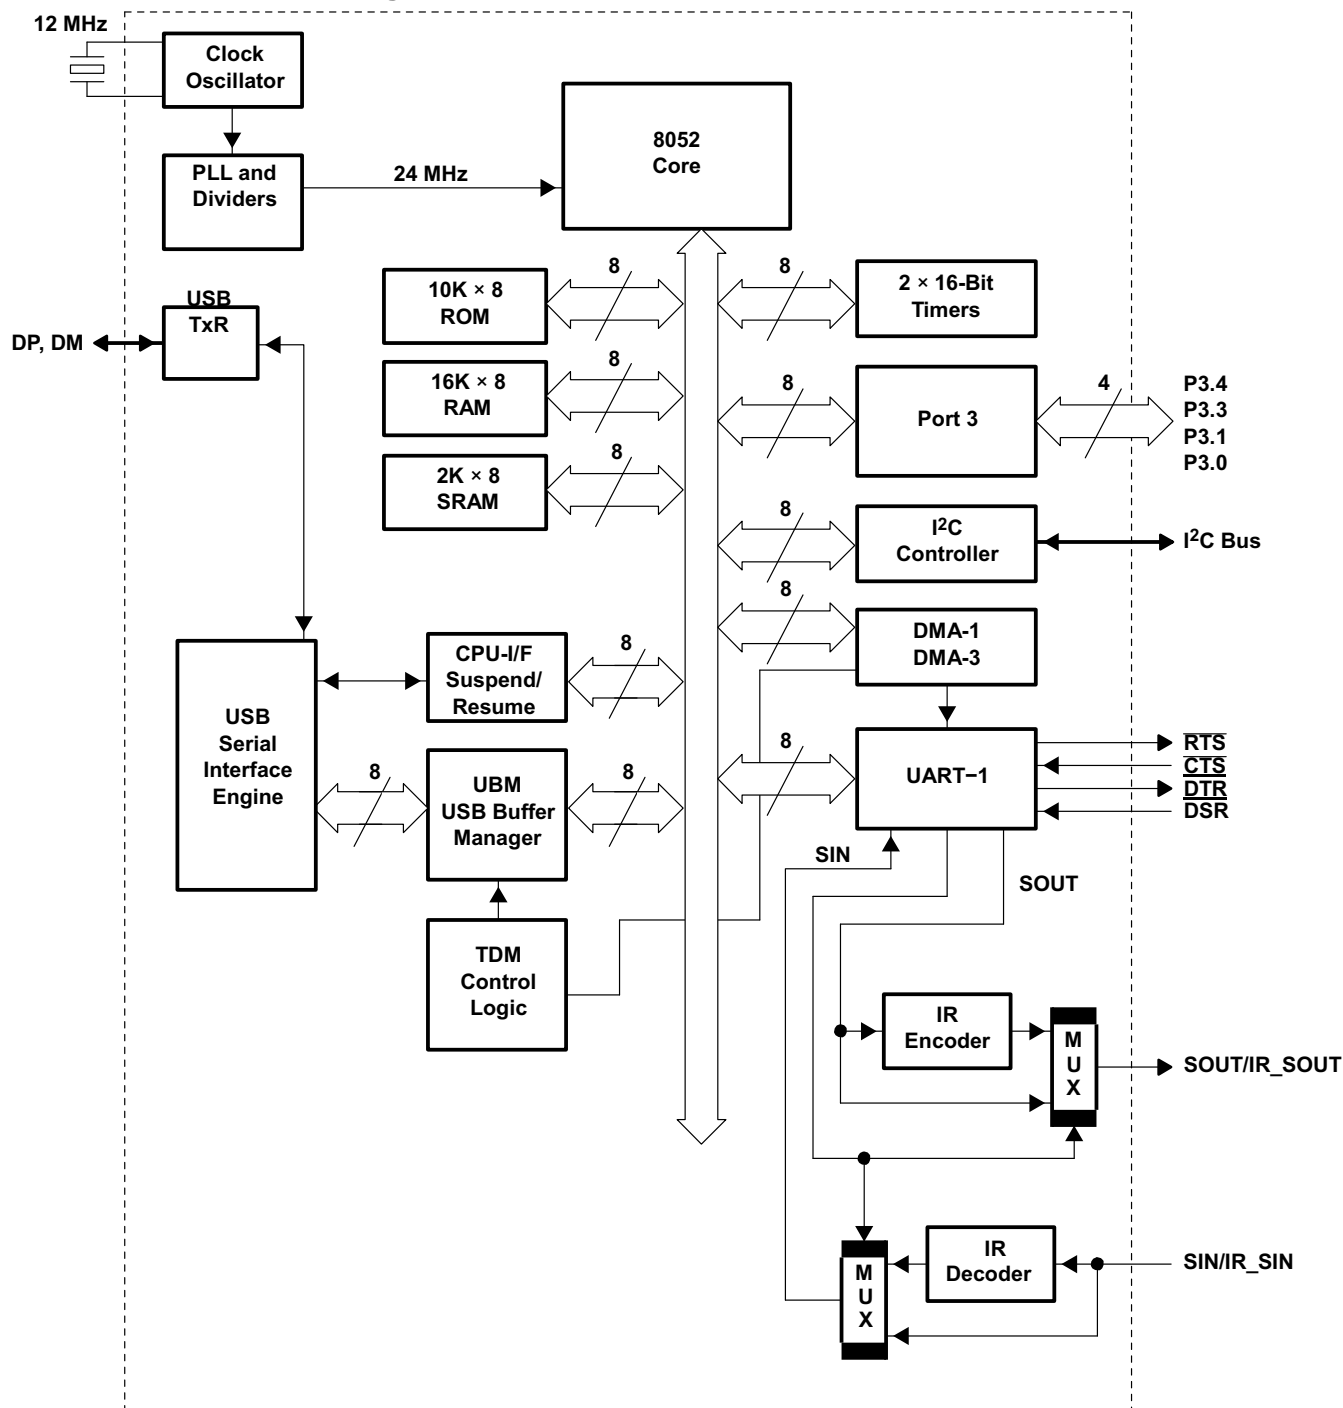 12 MHz
Clock
Oscillator
8052
Core
PLL and
Dividers
24 MHz
10K × 8
ROM
8
8
2 × 16-Bit
Timers
USB
TxR
DP, DM
16K × 8
RAM
8
8
Port 3
4
P3.4
P3.3
P3.1
P3.0
2K × 8
SRAM
8
8
I²C
Controller
I²C Bus
8
DMA-1
DMA-3
CPU-I/F
Suspend/
Resume
8
USB
Serial
Interface
Engine
8
UBM
USB Buffer
Manager
8
8
UART−1
RTS
CTS
DTR
DSR
SIN
SOUT
TDM
Control
Logic
IR
Encoder
M
U
X
SOUT/IR_SOUT
M
U
X
IR
Decoder
SIN/IR_SIN